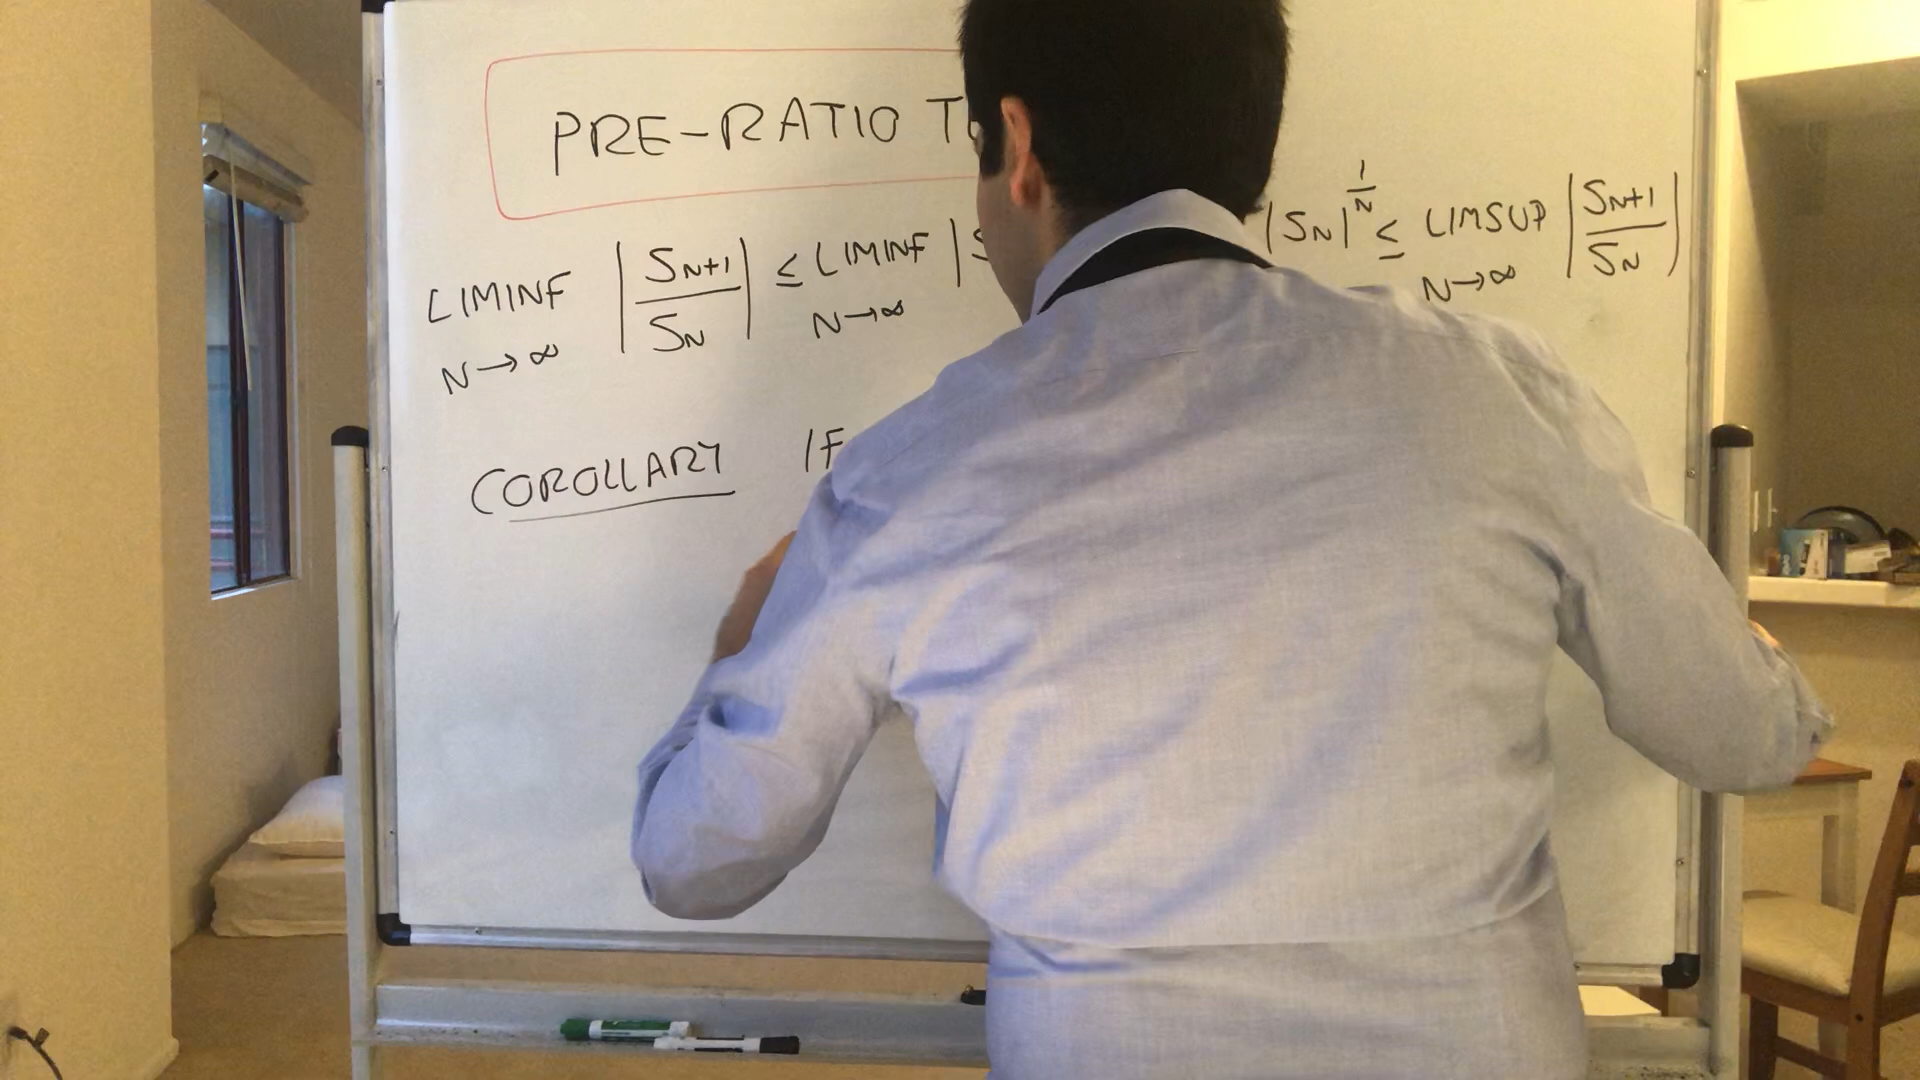 PRE-RATIO T
LIMINF N→∞ |SN+1/SN| ≤ LIMINF N→∞ |S |SN|^1/N ≤ LIMSUP N→∞ |SN+1/SN|
COROLLARY IF